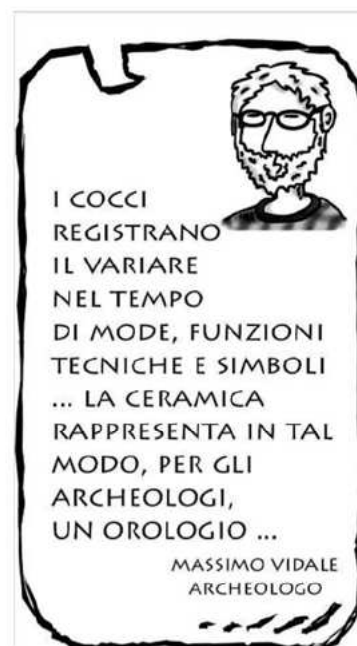 I COCCI
REGISTRANO
IL VARIARE
NEL TEMPO
DI MODE, FUNZIONI
TECNICHE E SIMBOLI
... LA CERAMICA
RAPPRESENTA IN TAL
MODO, PER GLI
ARCHEOLOGI,
UN OROLOGIO ...
MASSIMO VIDALE
ARCHEOLOGO